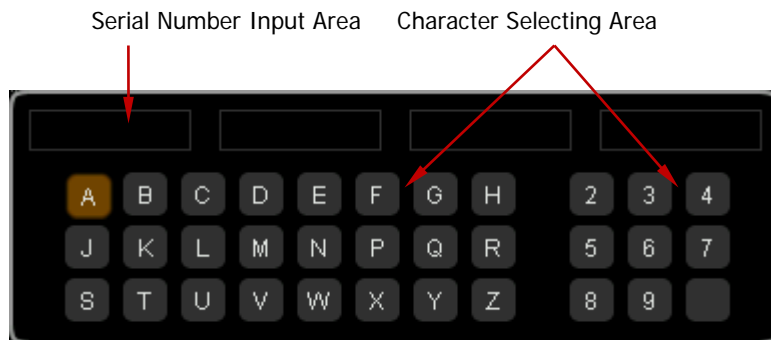 Serial Number Input Area Character Selecting Area
A B C D E F G H 2 3 4
J K L M N P Q R 5 6 7
S T U V W X Y Z 8 9